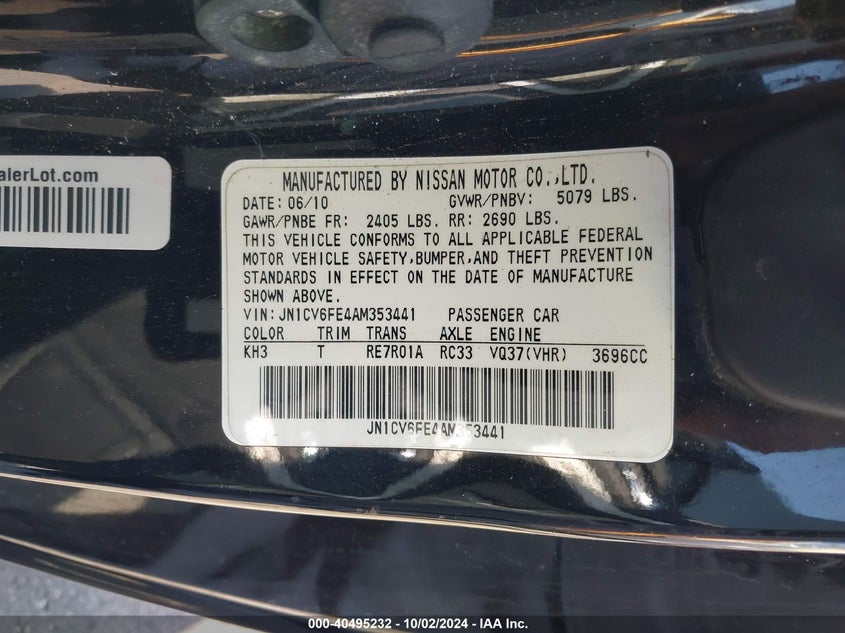 alerLot.com
MANUFACTURED BY NISSAN MOTOR CO.,LTD.
DATE: 06/10 GVWR/PNBV: 5079 LBS.
GAWR/PNBE FR: 2405 LBS. RR: 2690 LBS.
THIS VEHICLE CONFORMS TO ALL APPLICABLE FEDERAL
MOTOR VEHICLE SAFETY,BUMPER,AND THEFT PREVENTION
STANDARDS IN EFFECT ON THE DATE OF MANUFACTURE
SHOWN ABOVE.
VIN: JN1CV6FE4AM353441 PASSENGER CAR
COLOR TRIM TRANS AXLE ENGINE
KH3 T RE7R01A RC33 VQ37(VHR) 3696CC
JN1CV6FE4AM353441
000-40495232 - 10/02/2024 - IAA Inc.